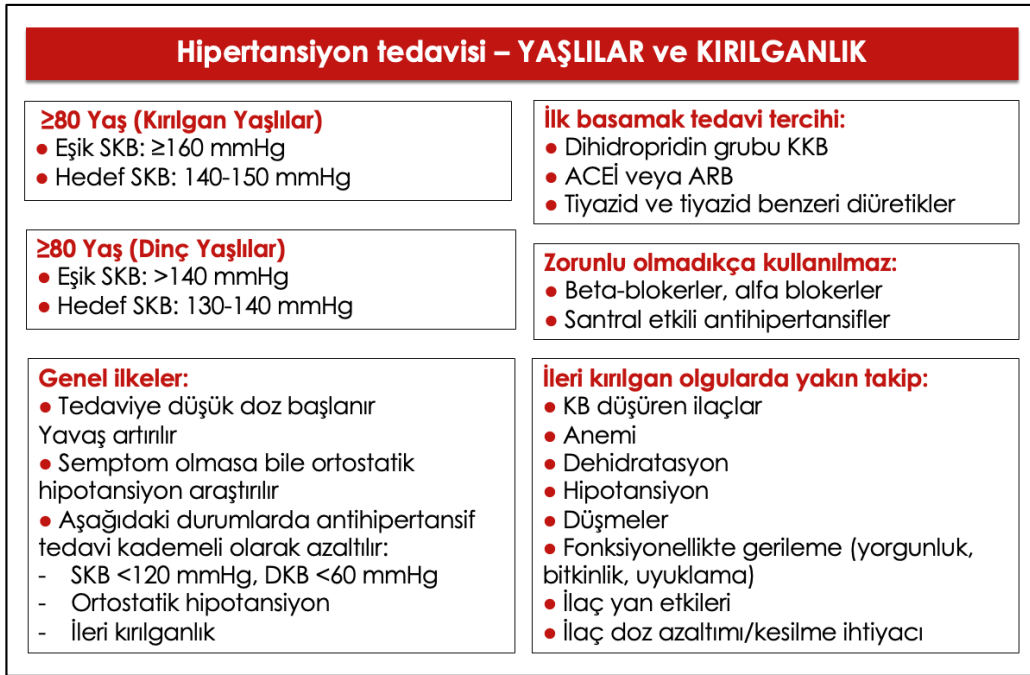 Hipertansiyon tedavisi – YAŞLILAR ve KIRILGANLIK
≥80 Yaş (Kırılgan Yaşlılar)
● Eşik SKB: ≥160 mmHg
● Hedef SKB: 140-150 mmHg
≥80 Yaş (Dinç Yaşlılar)
● Eşik SKB: >140 mmHg
● Hedef SKB: 130-140 mmHg
Genel ilkeler:
● Tedaviye düşük doz başlanır
Yavaş artırılır
● Semptom olmasa bile ortostatik
hipotansiyon araştırılır
● Aşağıdaki durumlarda antihipertansif
tedavi kademeli olarak azaltılır:
- SKB <120 mmHg, DKB <60 mmHg
- Ortostatik hipotansiyon
- İleri kırılganlık
İlk basamak tedavi tercihi:
● Dihidropridin grubu KKB
● ACEİ veya ARB
● Tiyazid ve tiyazid benzeri diüretikler
Zorunlu olmadıkça kullanılmaz:
● Beta-blokerler, alfa blokerler
● Santral etkili antihipertansifler
İleri kırılgan olgularda yakın takip:
● KB düşüren ilaçlar
● Anemi
● Dehidratasyon
● Hipotansiyon
● Düşmeler
● Fonksiyonellikte gerileme (yorgunluk,
bitkinlik, uyuklama)
● İlaç yan etkileri
● İlaç doz azaltımı/kesilme ihtiyacı